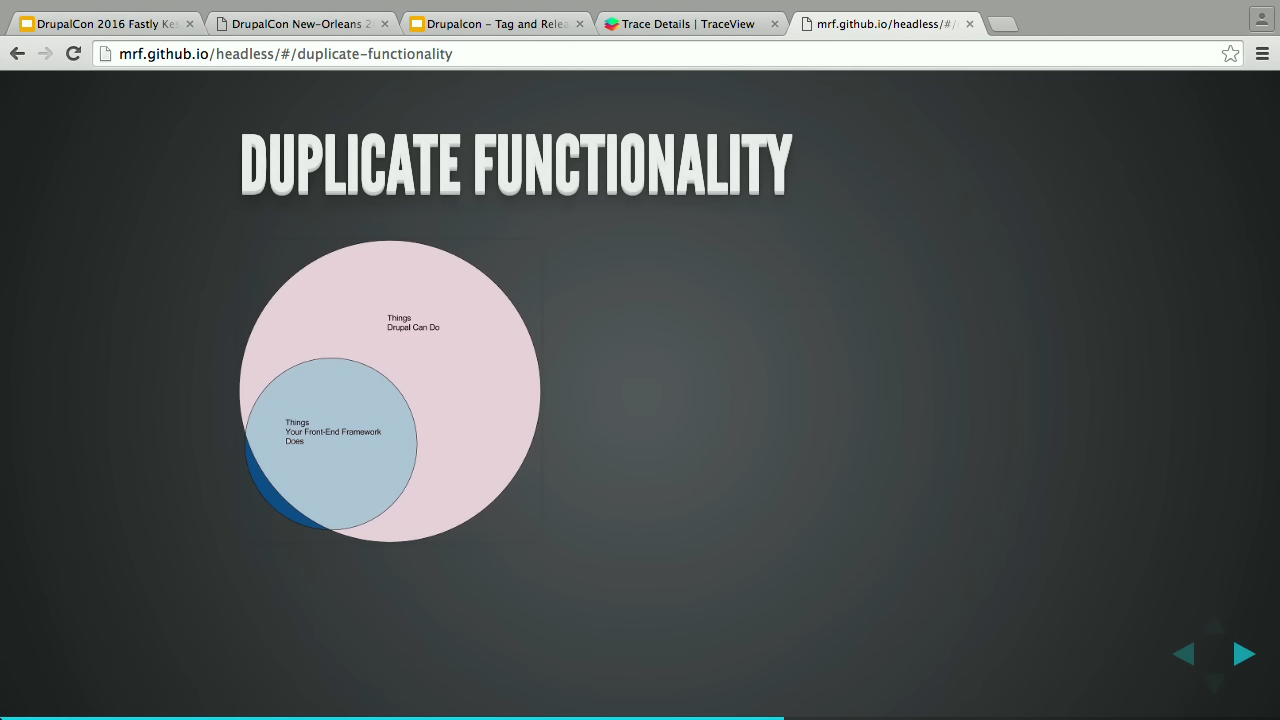 DrupalCon 2016 Fastly Ke
DrupalCon New-Orleans 2
Drupalcon - Tag and Relea
Trace Details | TraceView
mrf.github.io/headless/#/
mrf.github.io/headless/#/duplicate-functionality
DUPLICATE FUNCTIONALITY
Things
Drupal Can Do
Things
Your Front-End Framework
Does